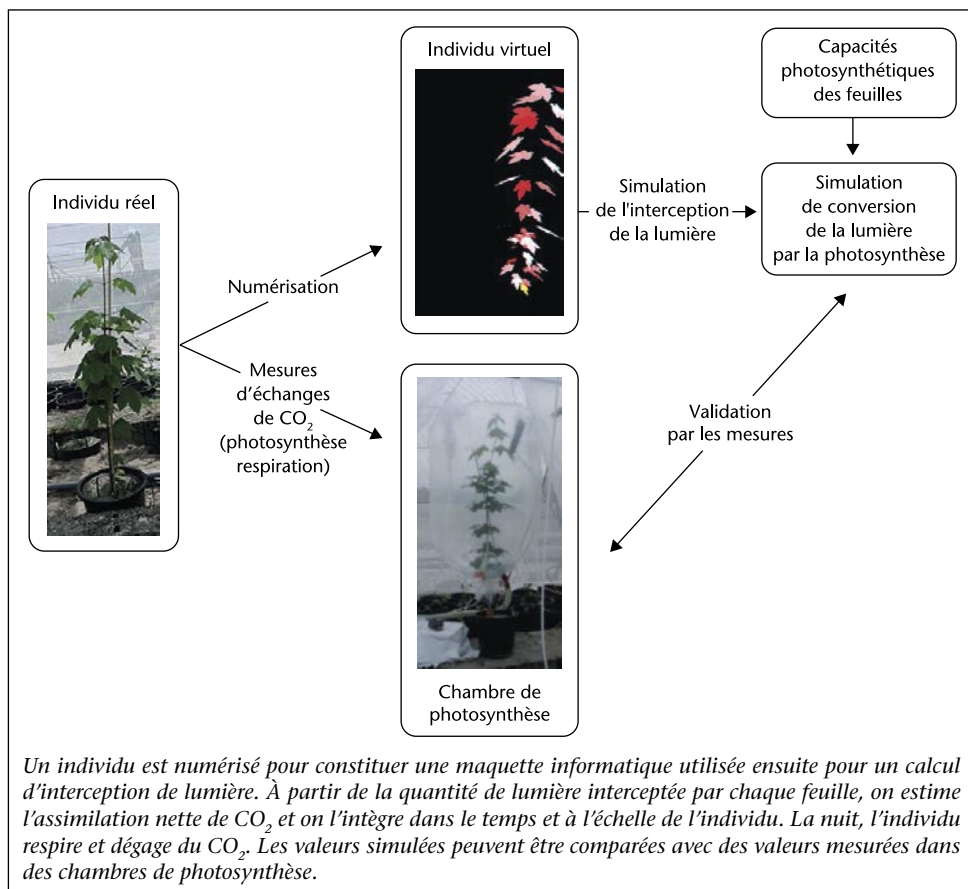 Individu réel
Numérisation
Mesures
d’échanges
de CO₂
(photosynthèse
respiration)
Individu virtuel
Chambre de
photosynthèse
Simulation
de l'interception
de la lumière
Capacités
photosynthétiques
des feuilles
Simulation
de conversion
de la lumière
par la photosynthèse
Validation
par les mesures
Un individu est numérisé pour constituer une maquette informatique utilisée ensuite pour un calcul
d’interception de lumière. À partir de la quantité de lumière interceptée par chaque feuille, on estime
l’assimilation nette de CO₂ et on l’intègre dans le temps et à l’échelle de l’individu. La nuit, l’individu
respire et dégage du CO₂. Les valeurs simulées peuvent être comparées avec des valeurs mesurées dans
des chambres de photosynthèse.